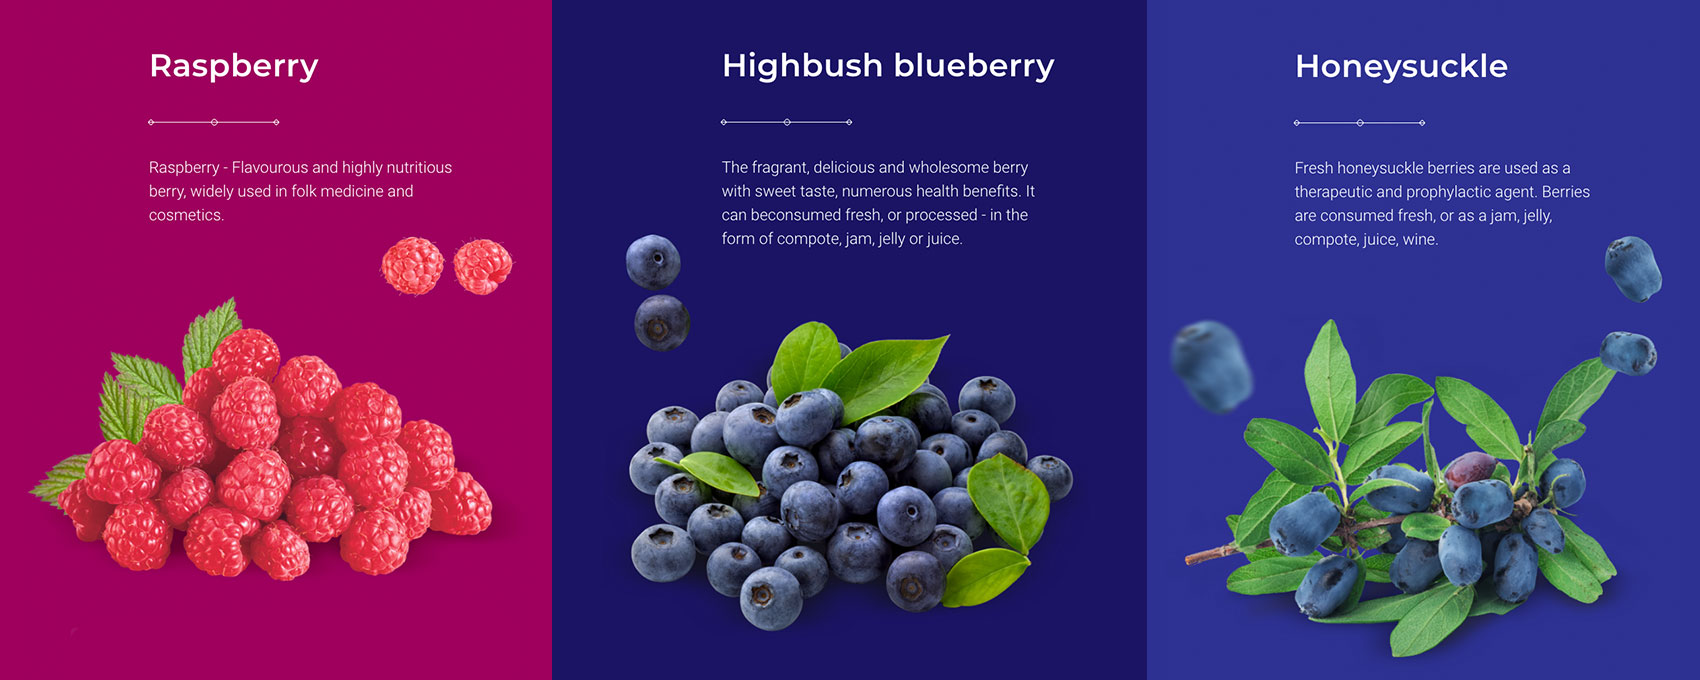 Raspberry
Raspberry - Flavourous and highly nutritious
berry, widely used in folk medicine and
cosmetics.
Highbush blueberry
The fragrant, delicious and wholesome berry
with sweet taste, numerous health benefits. It
can beconsumed fresh, or processed - in the
form of compote, jam, jelly or juice.
Honeysuckle
Fresh honeysuckle berries are used as a
therapeutic and prophylactic agent. Berries
are consumed fresh, or as a jam, jelly,
compote, juice, wine.